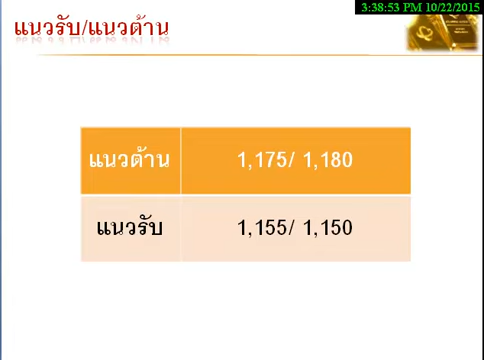 3:38:53 PM 10/22/2015
แนวรับ/แนวต้าน
แนวต้าน 1,175/ 1,180
แนวรับ 1,155/ 1,150